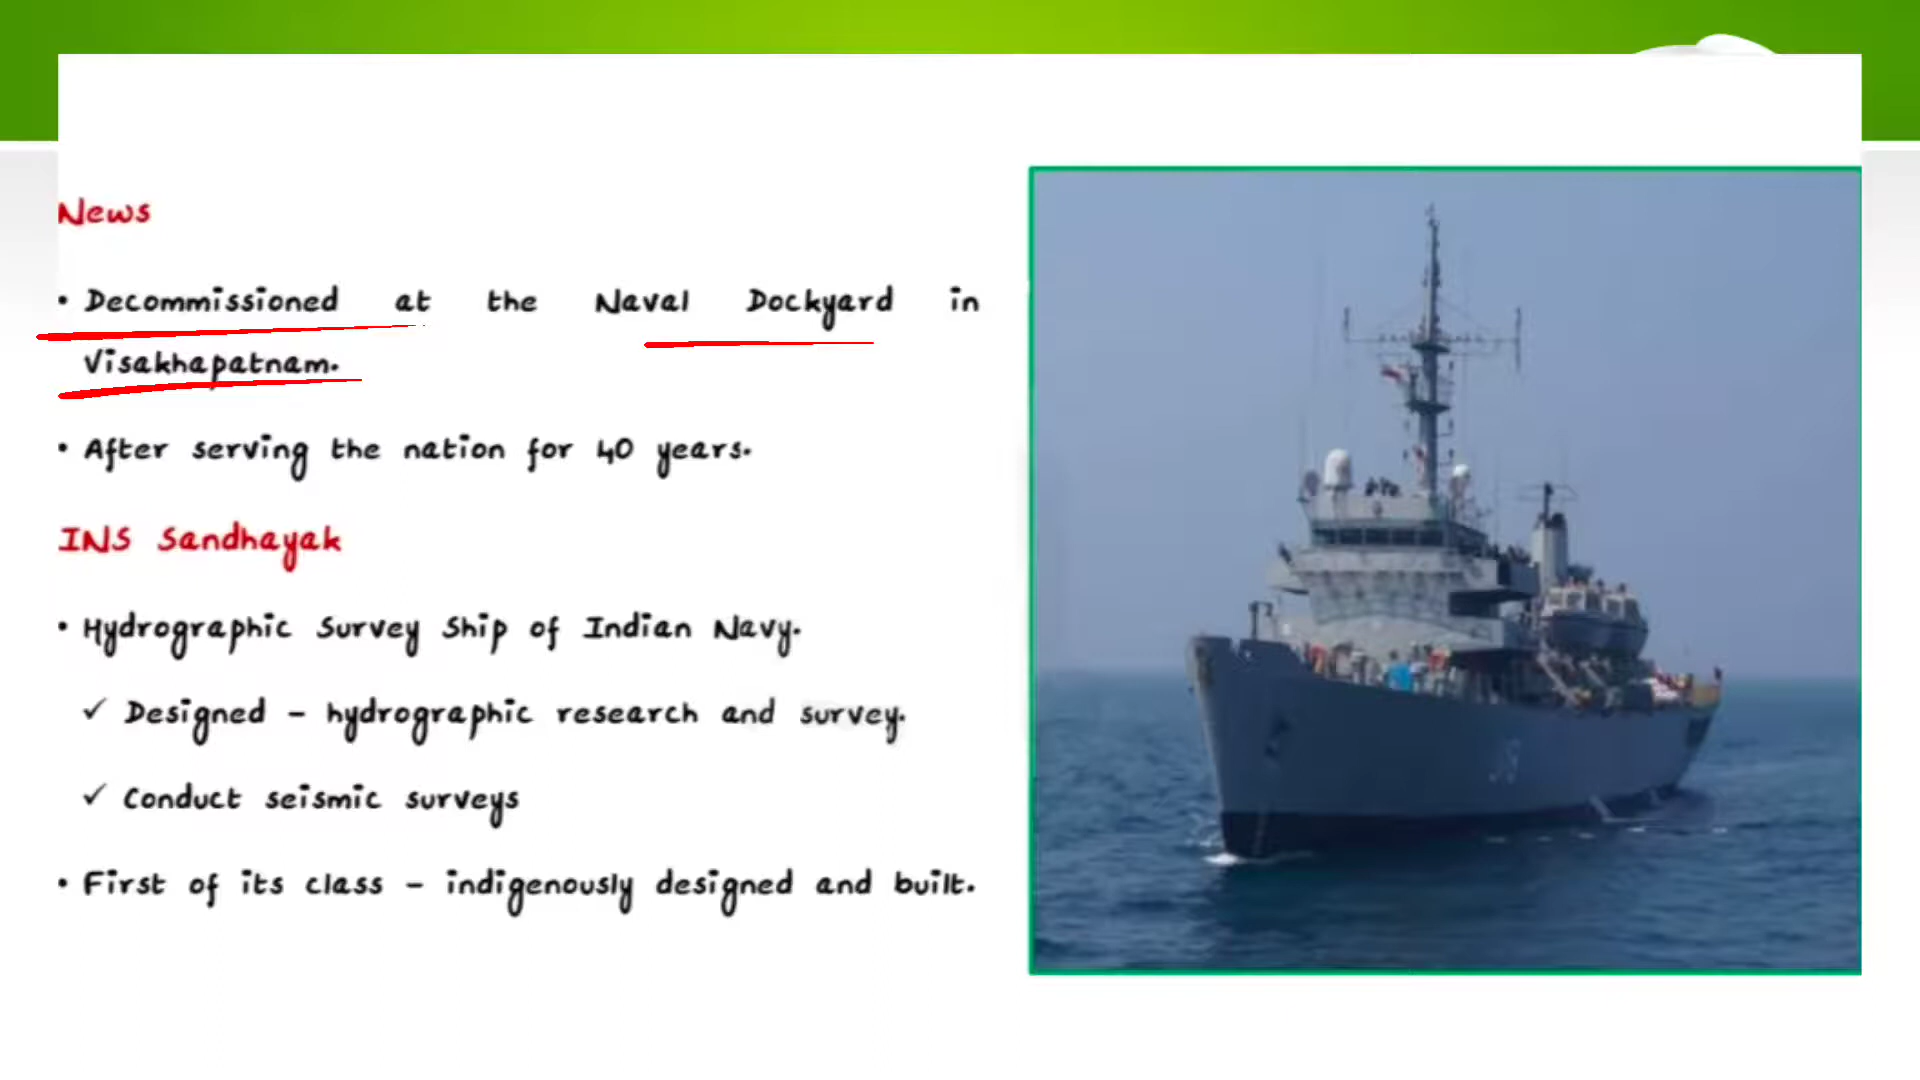 News
• Decommissioned at the Naval Dockyard in
Visakhapatnam.
• After serving the nation for 40 years.
INS Sandhayak
• Hydrographic Survey Ship of Indian Navy.
✓ Designed – hydrographic research and survey.
✓ Conduct seismic surveys
• First of its class – indigenously designed and built.